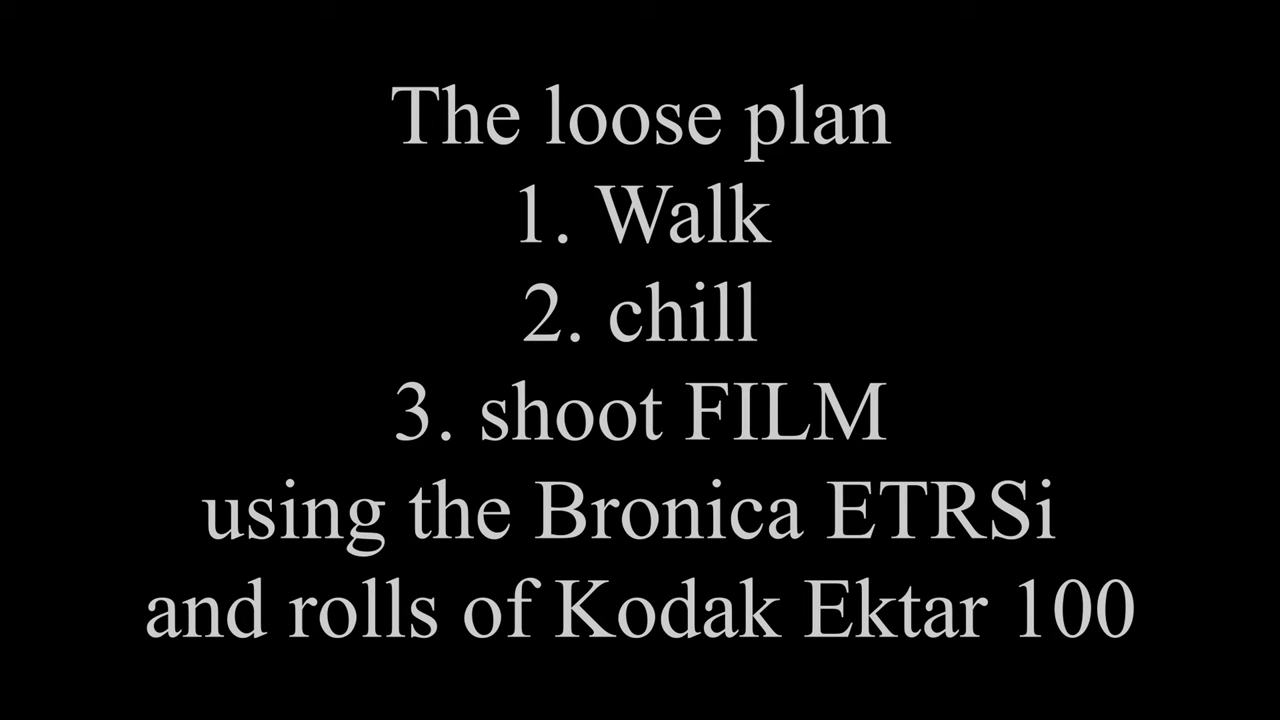 The loose plan
1. Walk
2. chill
3. shoot FILM
using the Bronica ETRSi
and rolls of Kodak Ektar 100